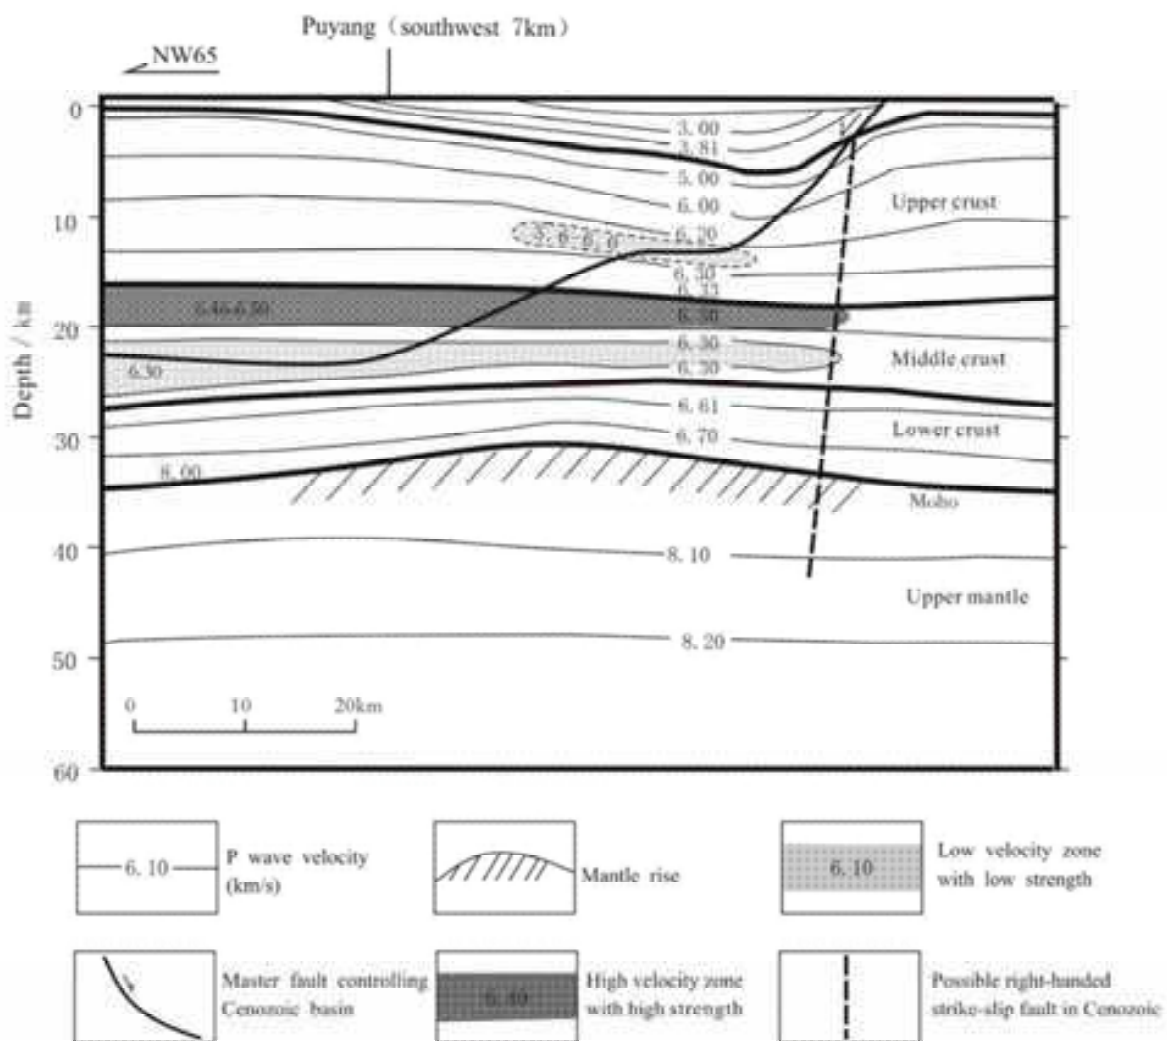 Puyang (southwest 7km)
NW65
0
10
20
30
40
50
60
Depth / km
3.00
3.81
5.00
6.00
6.20
6.30
6.30
6.30
6.30
6.30
6.61
6.70
8.00
8.10
8.20
Upper crust
Middle crust
Lower crust
Moho
Upper mantle
0 10 20km
6.10
P wave velocity
(km/s)
Mantle rise
6.10
Low velocity zone
with low strength
Master fault controlling
Cenozoic basin
6.40
High velocity zone
with high strength
Possible right-handed
strike-slip fault in Cenozoic